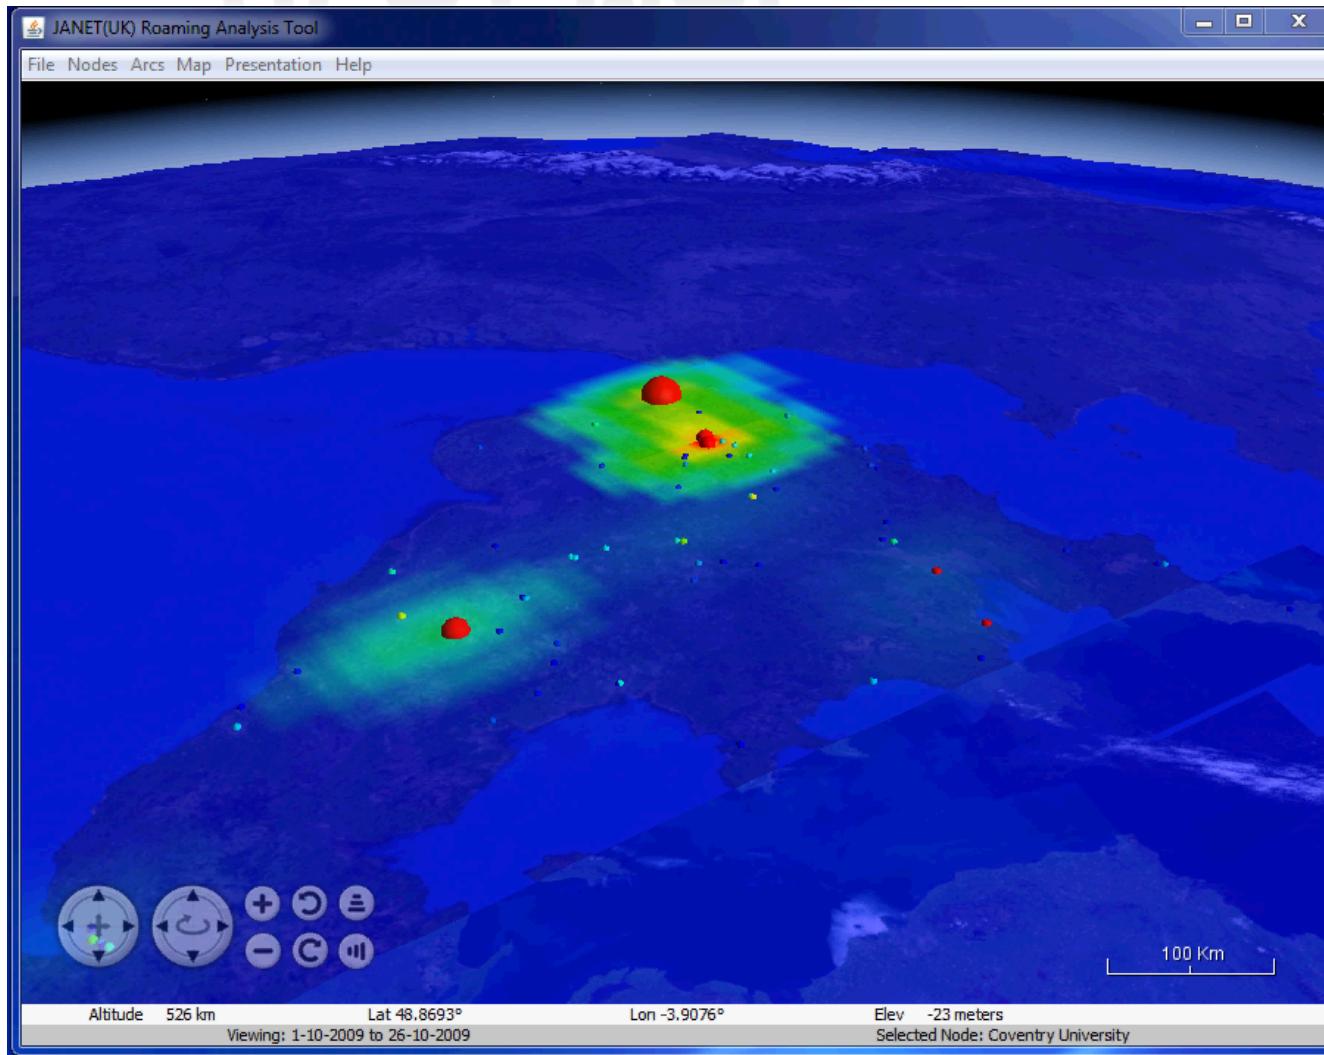 JANET(UK) Roaming Analysis Tool
File Nodes Arcs Map Presentation Help
100 Km
Altitude 526 km Lat 48.8693° Lon -3.9076° Elev -23 meters
Viewing: 1-10-2009 to 26-10-2009 Selected Node: Coventry University